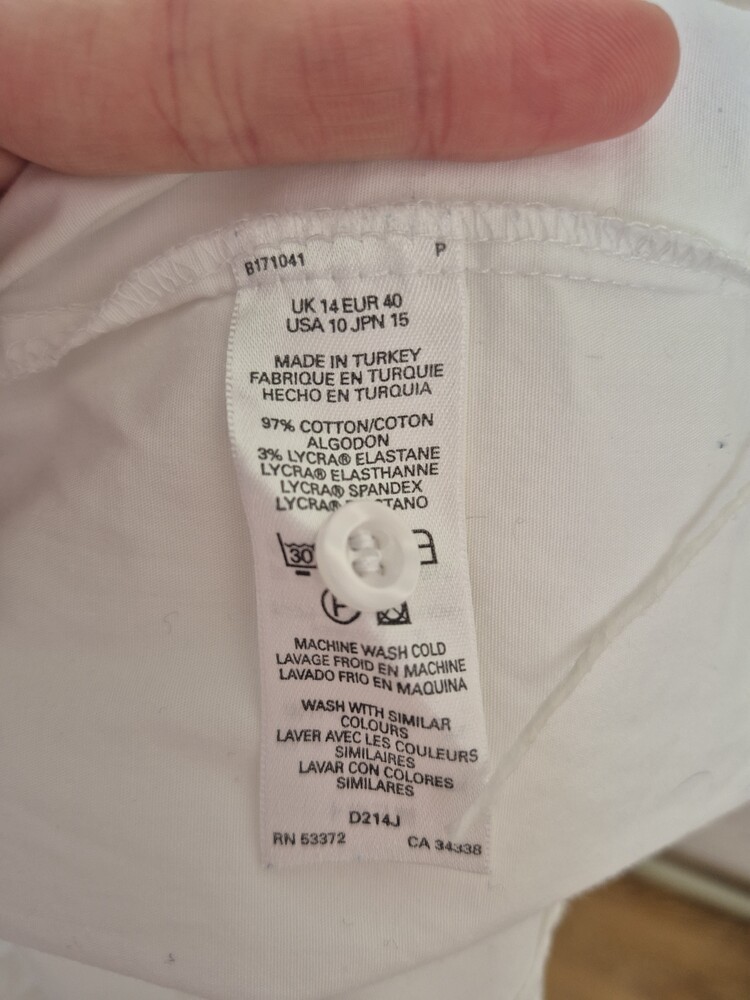 B171041 P
UK 14 EUR 40
USA 10 JPN 15
MADE IN TURKEY
FABRIQUE EN TURQUIE
HECHO EN TURQUIA
97% COTTON/COTON
ALGODON
3% LYCRA® ELASTANE
LYCRA® ELASTHANNE
LYCRA® SPANDEX
LYCRA®
30
P
MACHINE WASH COLD
LAVAGE FROID EN MACHINE
LAVADO FRIO EN MAQUINA
WASH WITH SIMILAR
COLOURS
LAVER AVEC LES COULEURS
SIMILAIRES
LAVAR CON COLORES
SIMILARES
D214J
RN 53372 CA 34338